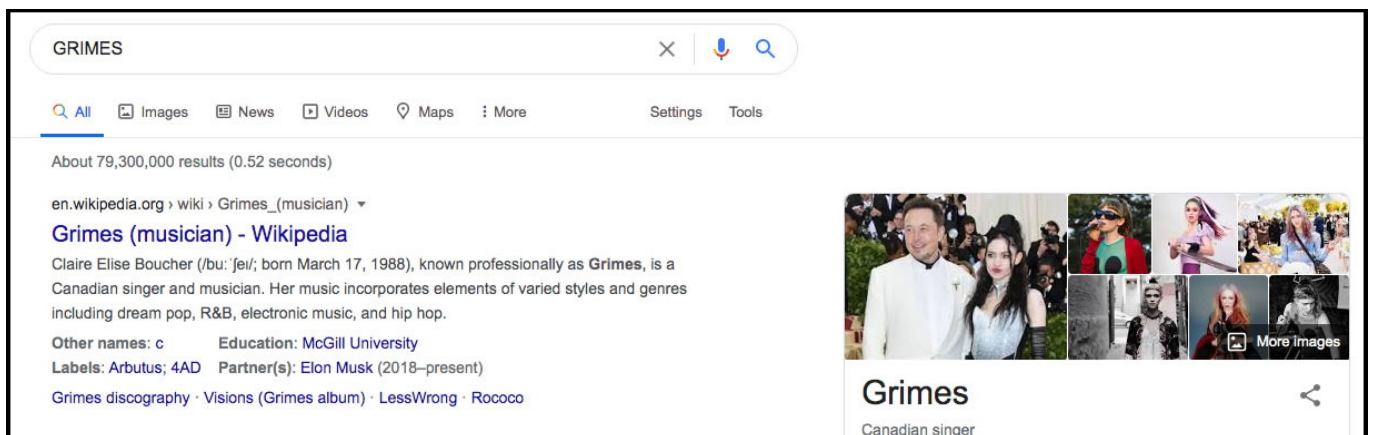 GRIMES
All Images News Videos Maps More Settings Tools
About 79,300,000 results (0.52 seconds)
en.wikipedia.org › wiki › Grimes_(musician)
Grimes (musician) - Wikipedia
Claire Elise Boucher (/buːˈʃeɪ/; born March 17, 1988), known professionally as Grimes, is a
Canadian singer and musician. Her music incorporates elements of varied styles and genres
including dream pop, R&B, electronic music, and hip hop.
Other names: c Education: McGill University
Labels: Arbutus; 4AD Partner(s): Elon Musk (2018–present)
Grimes discography · Visions (Grimes album) · LessWrong · Rococo
More images
Grimes
Canadian singer